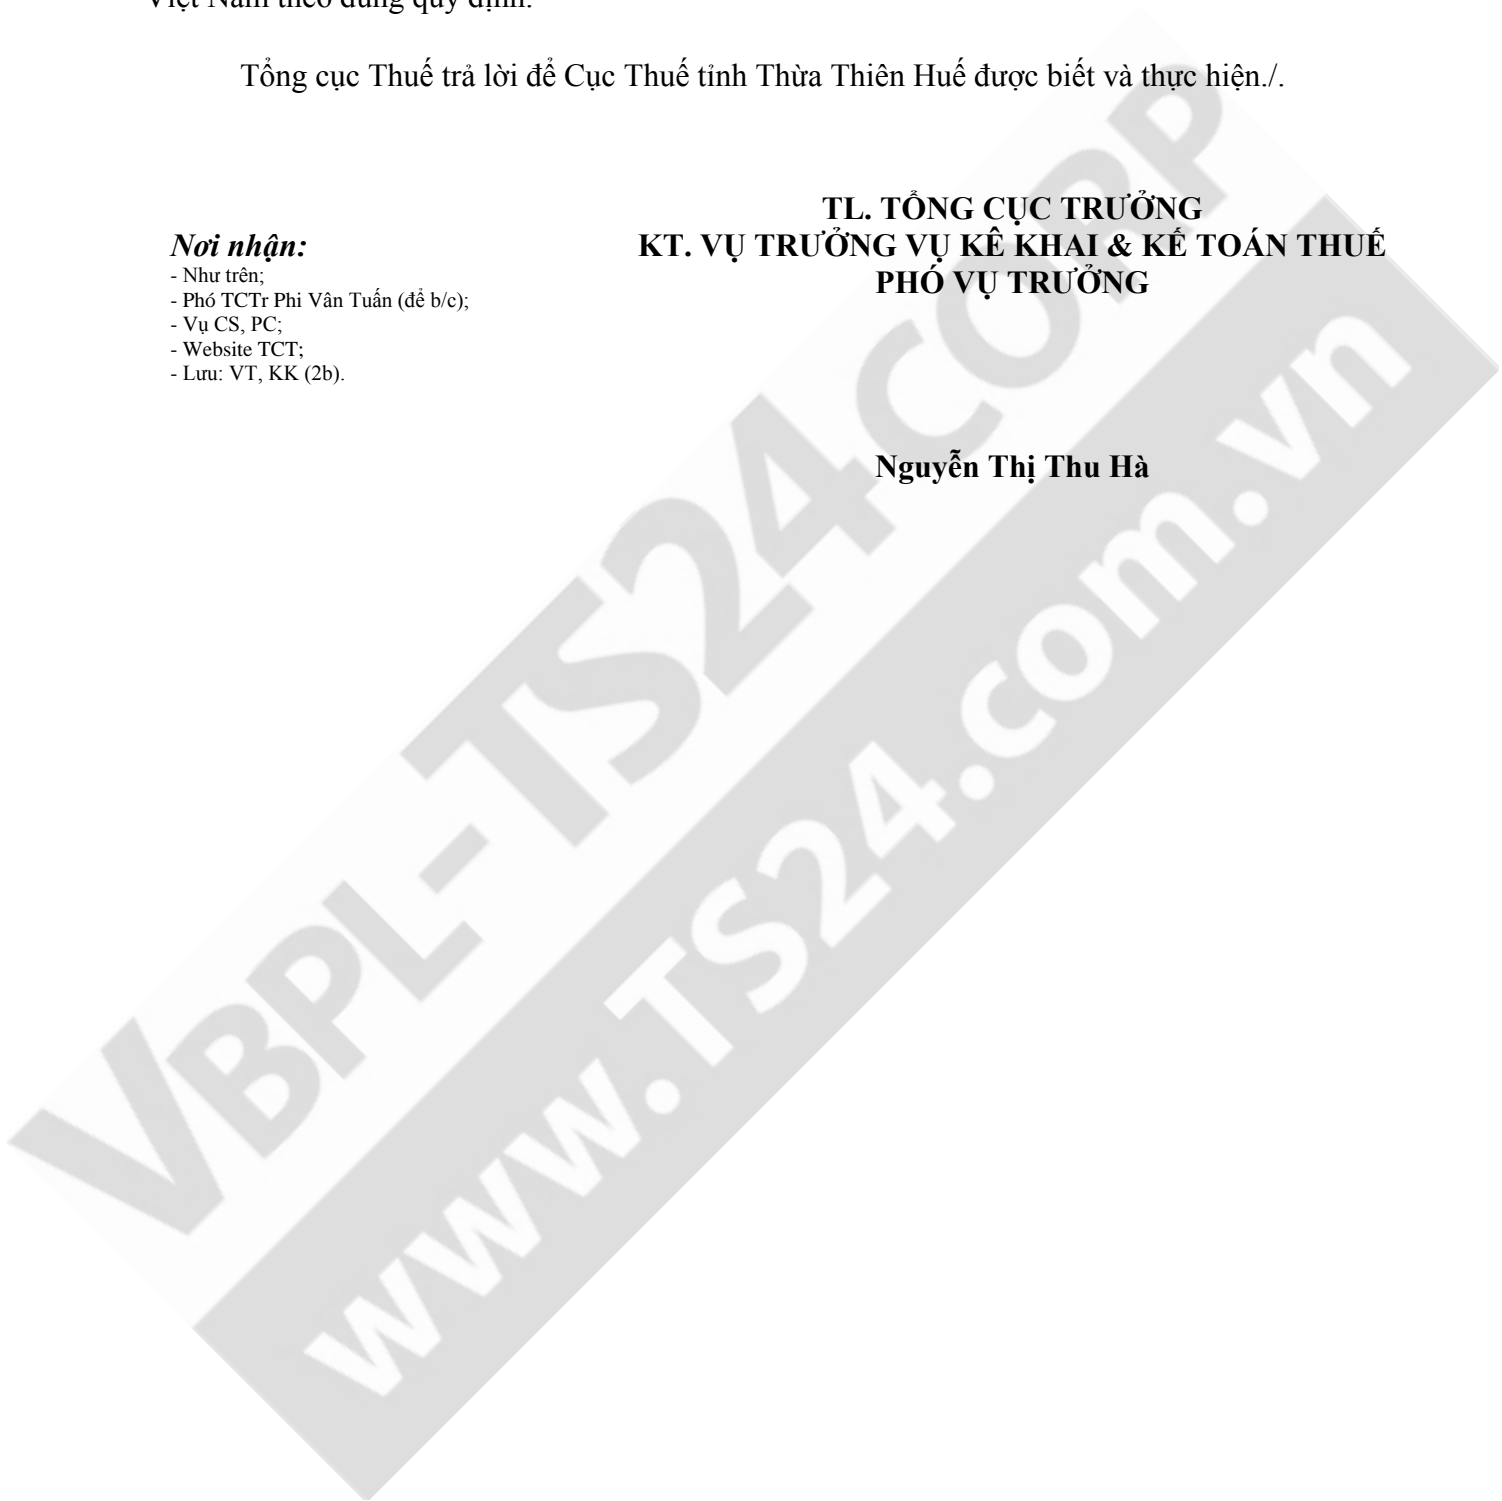 Việt Nam theo đúng quy định.
Tổng cục Thuế trả lời để Cục Thuế tỉnh Thừa Thiên Huế được biết và thực hiện./.
Nơi nhận:
- Như trên;
- Phó TCTr Phi Vân Tuấn (để b/c);
- Vụ CS, PC;
- Website TCT;
- Lưu: VT, KK (2b).
TL. TỔNG CỤC TRƯỞNG
KT. VỤ TRƯỞNG VỤ KÊ KHAI & KẾ TOÁN THUẾ
PHÓ VỤ TRƯỞNG
Nguyễn Thị Thu Hà
VBPL-TS24CORP
www.TS24.com.vn